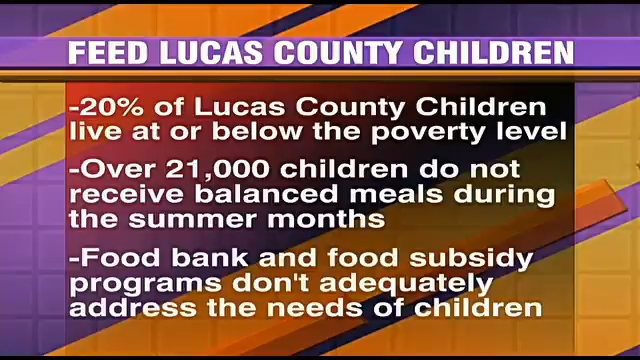 FEED LUCAS COUNTY CHILDREN
-20% of Lucas County Children
live at or below the poverty level
-Over 21,000 children do not
receive balanced meals during
the summer months
-Food bank and food subsidy
programs don't adequately
address the needs of children